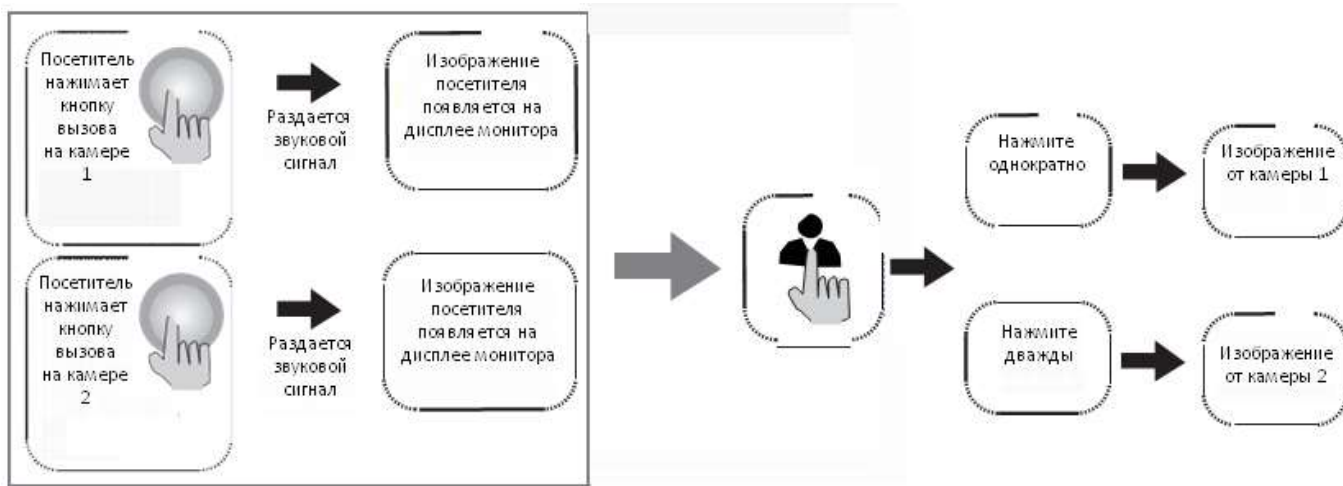 Посетитель
нажимает
кнопку
вызова
на камере
1
Раздается
звуковой
сигнал
Изображение
посетителя
появляется на
дисплее монитора
Посетитель
нажимает
кнопку
вызова
на камере
2
Раздается
звуковой
сигнал
Изображение
посетителя
появляется на
дисплее монитора
Нажмите
однократно
Изображение
от камеры 1
Нажмите
дважды
Изображение
от камеры 2